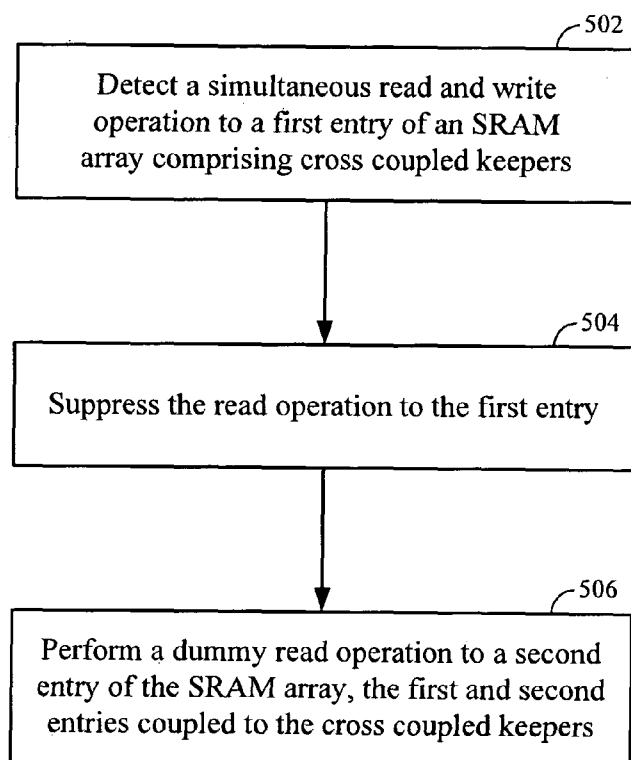 502
Detect a simultaneous read and write
operation to a first entry of an SRAM
array comprising cross coupled keepers
504
Suppress the read operation to the first entry
506
Perform a dummy read operation to a second
entry of the SRAM array, the first and second
entries coupled to the cross coupled keepers